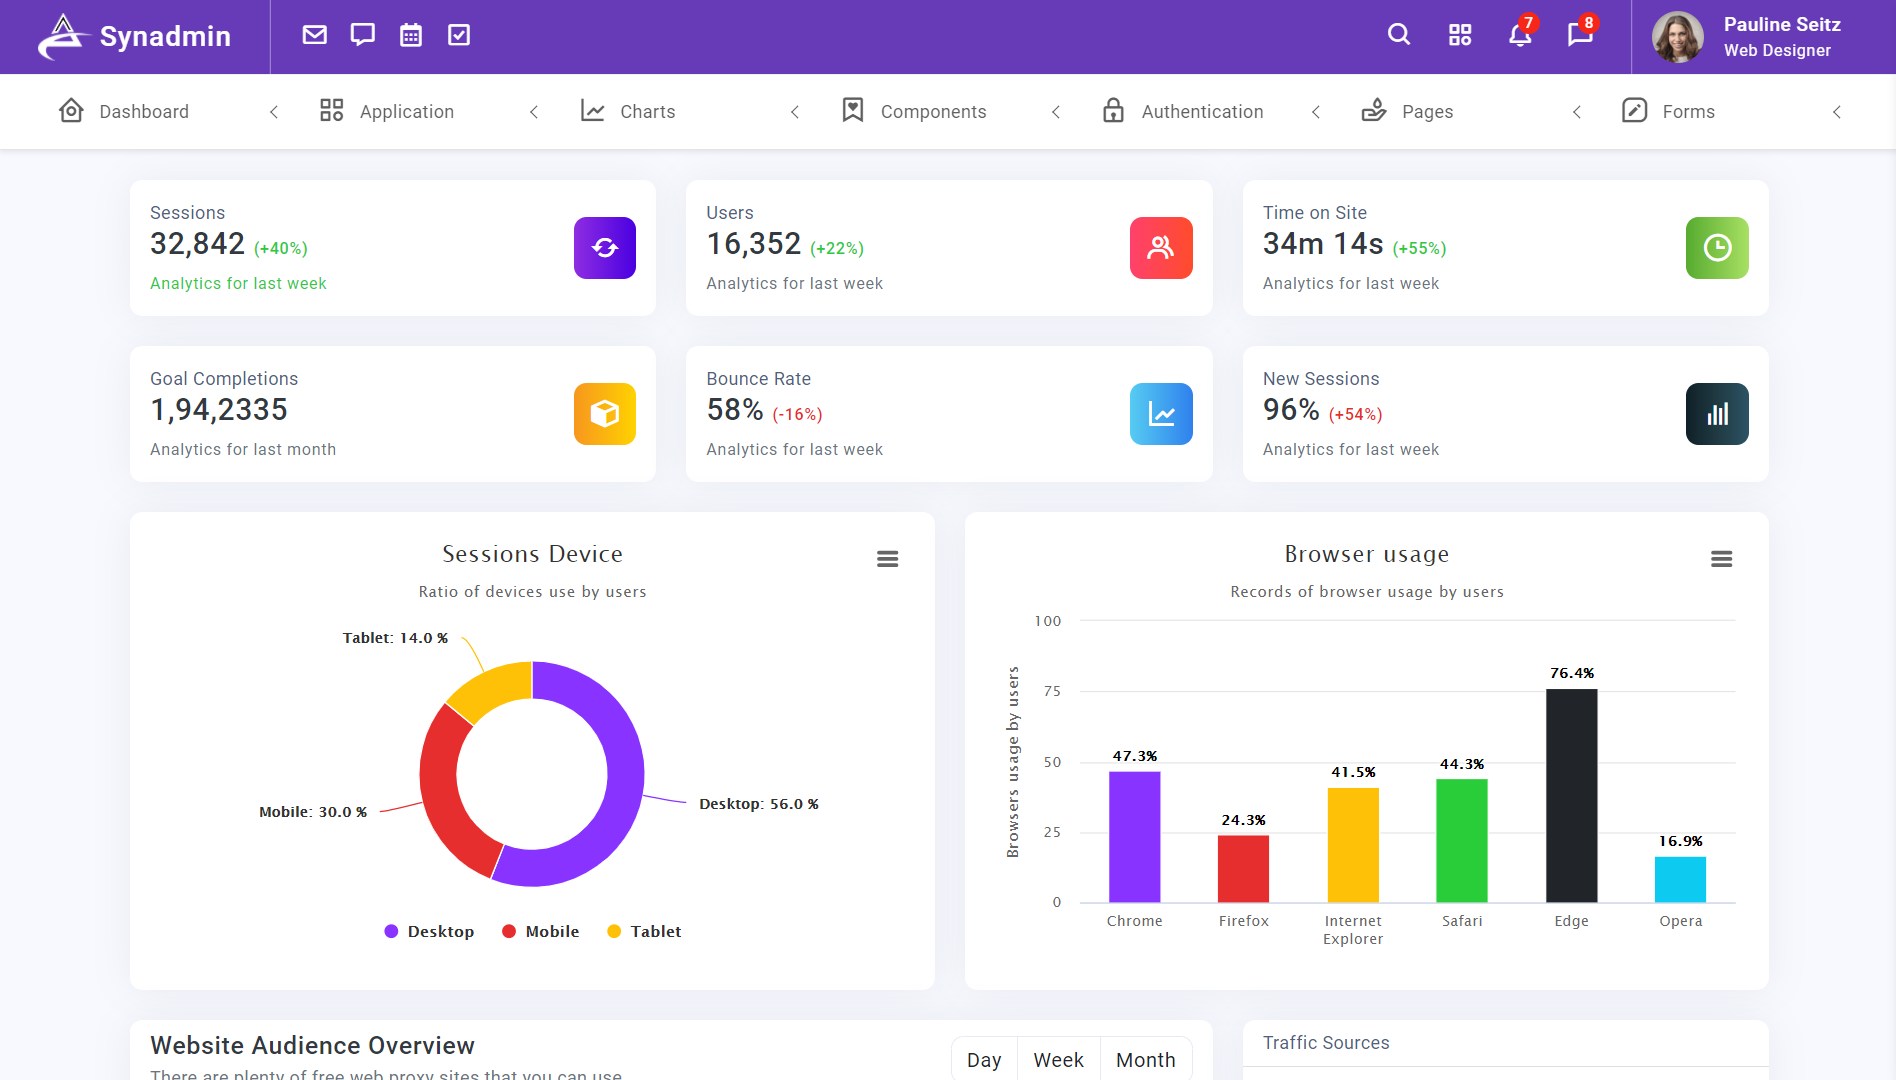 Synadmin
7
8
Pauline Seitz
Web Designer
Dashboard
Application
Charts
Components
Authentication
Pages
Forms
Sessions
32,842 (+40%)
Analytics for last week
Users
16,352 (+22%)
Analytics for last week
Time on Site
34m 14s (+55%)
Analytics for last week
Goal Completions
1,94,2335
Analytics for last month
Bounce Rate
58% (-16%)
Analytics for last week
New Sessions
96% (+54%)
Analytics for last week
Sessions Device
Ratio of devices use by users
Tablet: 14.0 %
Mobile: 30.0 %
Desktop: 56.0 %
Desktop
Mobile
Tablet
Browser usage
Records of browser usage by users
Browsers usage by users
100
75
50
25
0
47.3%
24.3%
41.5%
44.3%
76.4%
16.9%
Chrome
Firefox
Internet
Explorer
Safari
Edge
Opera
Website Audience Overview
There are plenty of free web proxy sites that you can use
Day
Week
Month
Traffic Sources